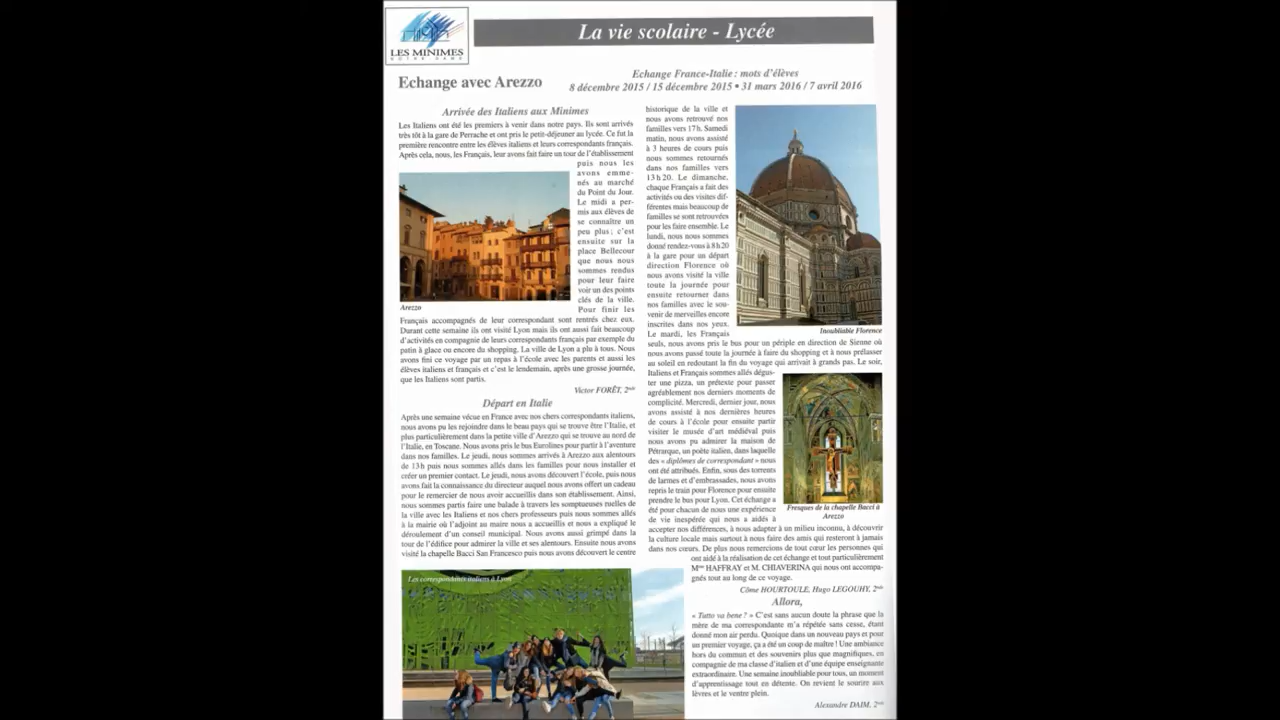 LES MINIMES
NOTRE DAME
La vie scolaire - Lycée
Echange avec Arezzo
Echange France-Italie : mots d'élèves
8 décembre 2015 / 15 décembre 2015 • 31 mars 2016 / 7 avril 2016
Arrivée des Italiens aux Minimes
Les Italiens ont été les premiers à venir dans notre pays. Ils sont arrivés
très tôt à la gare de Perrache et ont pris le petit-déjeuner au lycée. Ce fut la
première rencontre entre les élèves italiens et leurs correspondants français.
Après cela, nous, les Français, leur avons fait faire un tour de l'établissement
puis nous les
avons emme-
nés au marché
du Point du Jour.
Le midi a per-
mis aux élèves de
se connaître un
peu plus ; c'est
ensuite sur la
place Bellecour
que nous nous
sommes rendus
pour leur faire
voir un des points
clés de la ville.
Pour finir les
Arezzo
Français accompagnés de leur correspondant sont rentrés chez eux.
Durant cette semaine ils ont visité Lyon mais ils ont aussi fait beaucoup
d'activités en compagnie de leurs correspondants français par exemple du
patin à glace ou encore du shopping. La ville de Lyon a plu à tous. Nous
avons fini ce voyage par un repas à l'école avec les parents et aussi les
élèves italiens et français et c'est le lendemain, après une grosse journée,
que les Italiens sont partis.
Victor FORÊT, 2nde
Départ en Italie
Après une semaine vécue en France avec nos chers correspondants italiens,
nous avons pu les rejoindre dans le beau pays qui se trouve être l'Italie, et
plus particulièrement dans la petite ville d'Arezzo qui se trouve au nord de
l'Italie, en Toscane. Nous avons pris le bus Eurolines pour partir à l'aventure
dans nos familles. Le jeudi, nous sommes arrivés à Arezzo aux alentours
de 13 h puis nous sommes allés dans les familles pour nous installer et
créer un premier contact. Le jeudi, nous avons découvert l'école, puis nous
avons fait la connaissance du directeur auquel nous avons offert un cadeau
pour le remercier de nous avoir accueillis dans son établissement. Ainsi,
nous sommes partis faire une balade à travers les somptueuses ruelles de
la ville avec les Italiens et nos chers professeurs puis nous sommes allés
à la mairie où l'adjoint au maire nous a accueillis et nous a expliqué le
déroulement d'un conseil municipal. Nous avons aussi grimpé dans la
tour de l'édifice pour admirer la ville et ses alentours. Ensuite nous avons
visité la chapelle Bacci San Francesco puis nous avons découvert le centre
Les correspondants italiens à Lyon
historique de la ville et
nous avons retrouvé nos
familles vers 17 h. Samedi
matin, nous avons assisté
à 3 heures de cours puis
nous sommes retournés
dans nos familles vers
13 h 20. Le dimanche,
chaque Français a fait des
activités ou des visites dif-
férentes mais beaucoup de
familles se sont retrouvées
pour les faire ensemble. Le
lundi, nous nous sommes
donné rendez-vous à 8 h 20
à la gare pour un départ
direction Florence où
nous avons visité la ville
toute la journée pour
ensuite retourner dans
nos familles avec le sou-
venir de merveilles encore
inscrites dans nos yeux.
Le mardi, les Français
Inoubliable Florence
seuls, nous avons pris le bus pour un périple en direction de Sienne où
nous avons passé toute la journée à faire du shopping et à nous prélasser
au soleil en redoutant la fin du voyage qui arrivait à grands pas. Le soir,
Italiens et Français sommes allés dégus-
ter une pizza, un prétexte pour passer
agréablement nos derniers moments de
complicité. Mercredi, dernier jour, nous
avons assisté à nos dernières heures
de cours à l'école pour ensuite partir
visiter le musée d'art médiéval puis
nous avons pu admirer la maison de
Pétrarque, un poète italien, dans laquelle
des « diplômes de correspondant » nous
ont été attribués. Enfin, sous des torrents
de larmes et d'embrassades, nous avons
repris le train pour Florence pour ensuite
prendre le bus pour Lyon. Cet échange a
été pour chacun de nous une expérience
de vie inespérée qui nous a aidés à
Fresques de la chapelle Bacci à
Arezzo
accepter nos différences, à nous adapter à un milieu inconnu, à découvrir
la culture locale mais surtout à nous faire des amis qui resteront à jamais
dans nos cœurs. De plus nous remercions de tout cœur les personnes qui
ont aidé à la réalisation de cet échange et tout particulièrement
Mme HAFFRAY et M. CHIAVERINA qui nous ont accompa-
gnés tout au long de ce voyage.
Côme HOURTOULE, Hugo LEGOUHY, 2nde
Allora,
« Tutto va bene ? » C'est sans aucun doute la phrase que la
mère de ma correspondante m'a répétée sans cesse, étant
donné mon air perdu. Quoique dans un nouveau pays et pour
un premier voyage, ça a été un coup de maître ! Une ambiance
hors du commun et des souvenirs plus que magnifiques, en
compagnie de ma classe d'italien et d'une équipe enseignante
extraordinaire. Une semaine inoubliable pour tous, un moment
d'apprentissage tout en détente. On revient le sourire aux
lèvres et le ventre plein.
Alexandre DAIM, 2nde